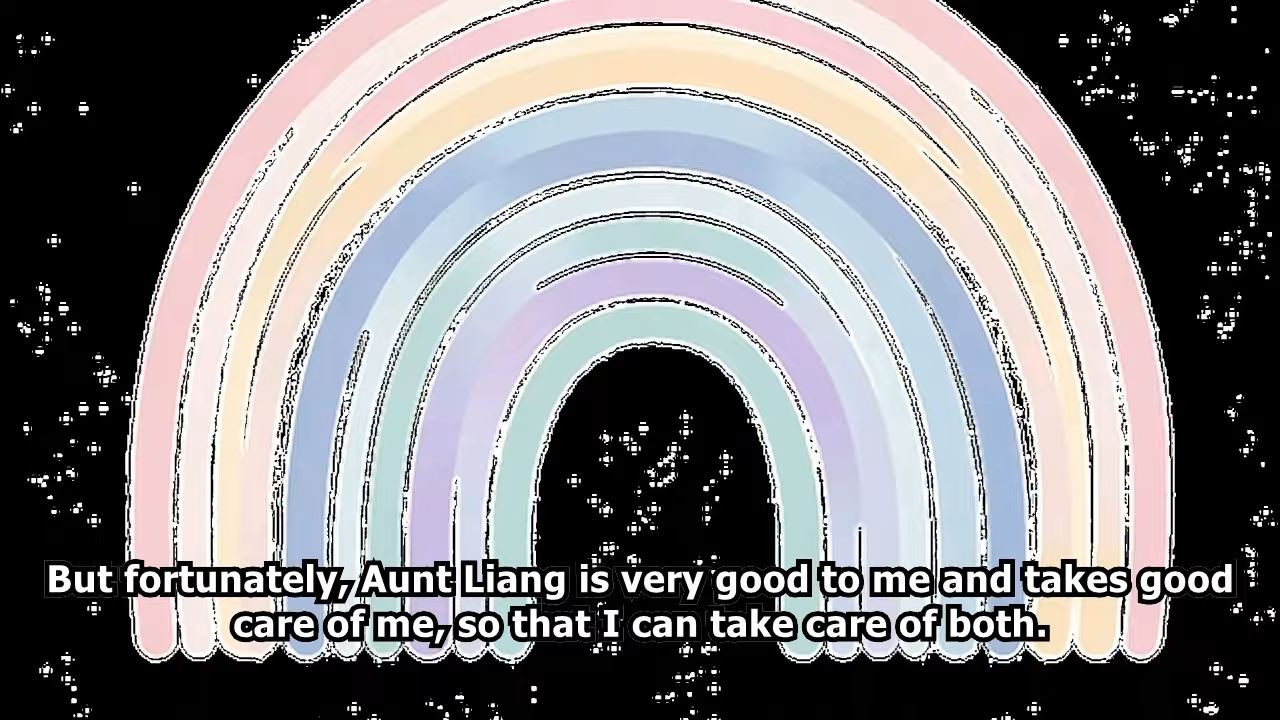 But fortunately, Aunt Liang is very good to me and takes good
care of me, so that I can take care of both.